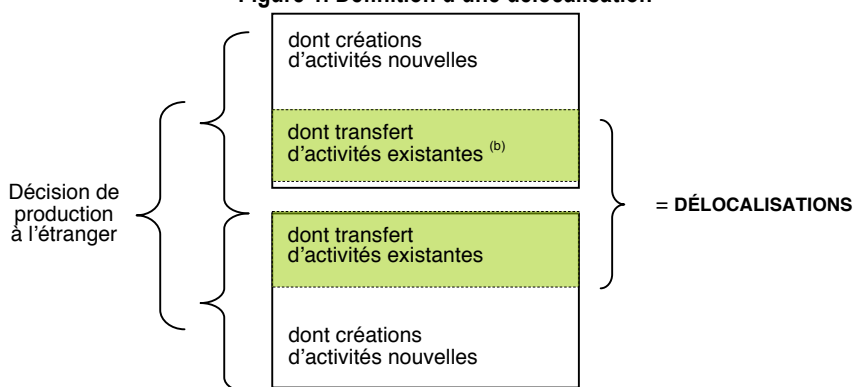 Figure 1. Définition d'une délocalisation
dont créations
d'activités nouvelles
dont transfert
d'activités existantes (b)
Décision de
production
à l'étranger
= DÉLOCALISATIONS
dont transfert
d'activités existantes
dont créations
d'activités nouvelles